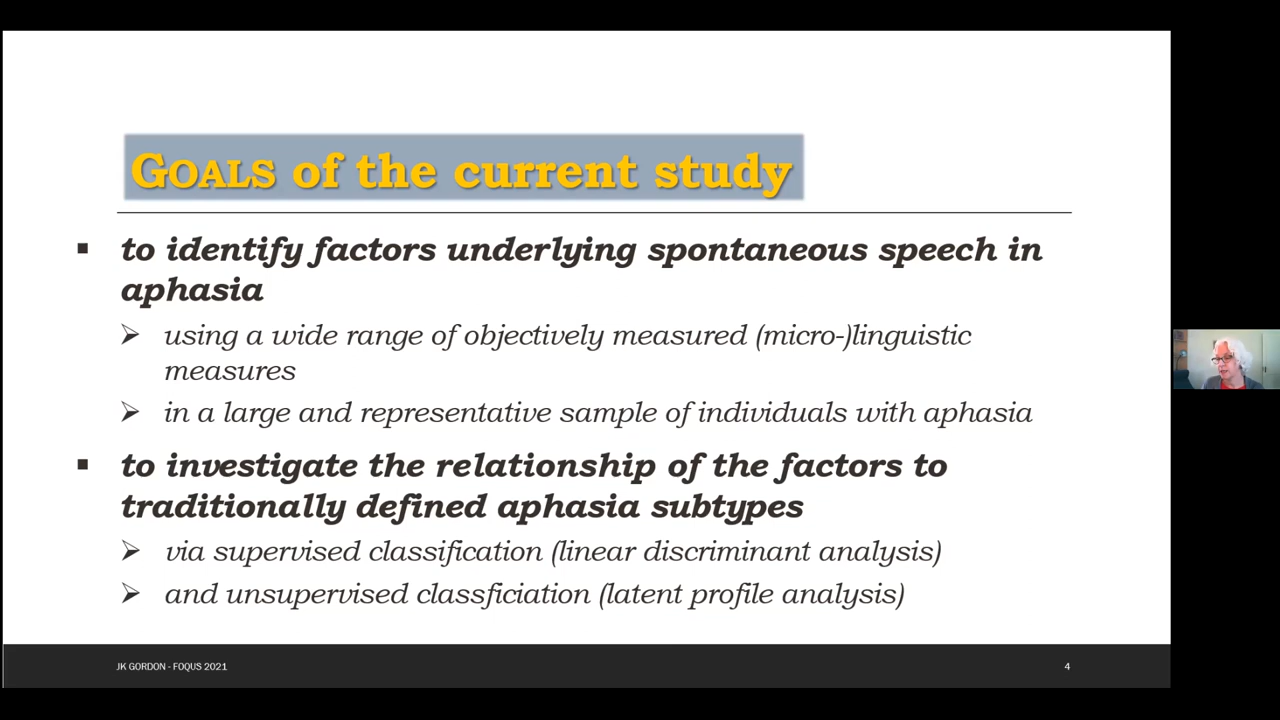 GOALS of the current study
▪ to identify factors underlying spontaneous speech in
aphasia
➢ using a wide range of objectively measured (micro-)linguistic
measures
➢ in a large and representative sample of individuals with aphasia
▪ to investigate the relationship of the factors to
traditionally defined aphasia subtypes
➢ via supervised classification (linear discriminant analysis)
➢ and unsupervised classficiation (latent profile analysis)
JK GORDON - FOQUS 2021
4